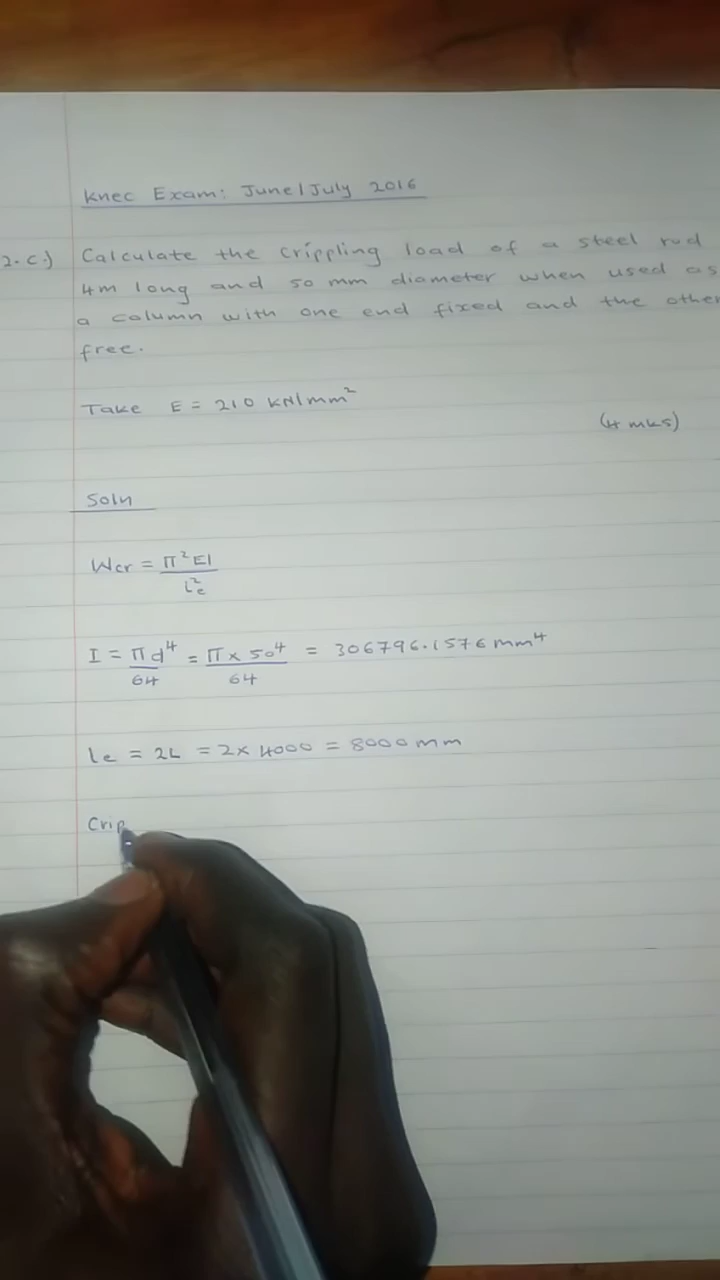 Knec Exam: June/July 2016
2.c.) Calculate the crippling load of a steel rod
4m long and 50 mm diameter when used as
a column with one end fixed and the other
free.
Take E = 210 kN/mm²
(4 mks)
Soln
Wcr = π²EI / le²
I = πd⁴/64 = π × 50⁴/64 = 306796.1576 mm⁴
le = 2L = 2 × 4000 = 8000 mm
Crip